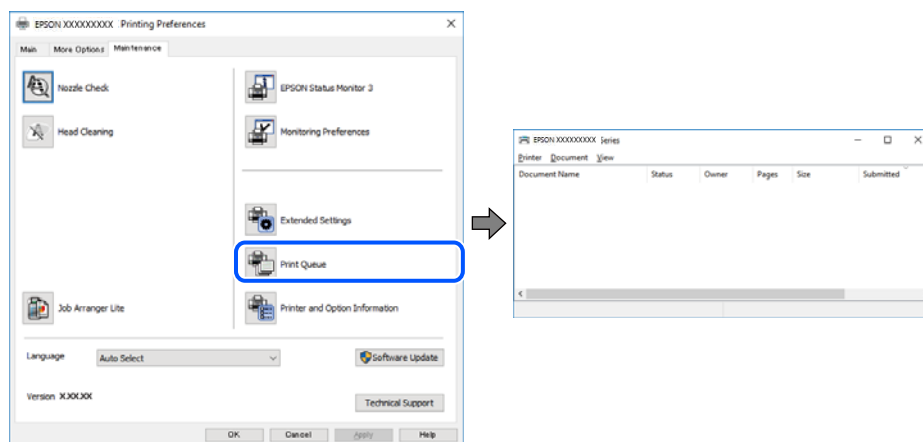 EPSON XXXXXXXXX Printing Preferences
Main More Options Maintenance
Nozzle Check
EPSON Status Monitor 3
Head Cleaning
Monitoring Preferences
Extended Settings
Print Queue
Job Arranger Lite
Printer and Option Information
Language
Auto Select
Software Update
Version X.XX.XX
Technical Support
OK Cancel Apply Help
EPSON XXXXXXXXX Series
Printer Document View
Document Name Status Owner Pages Size Submitted